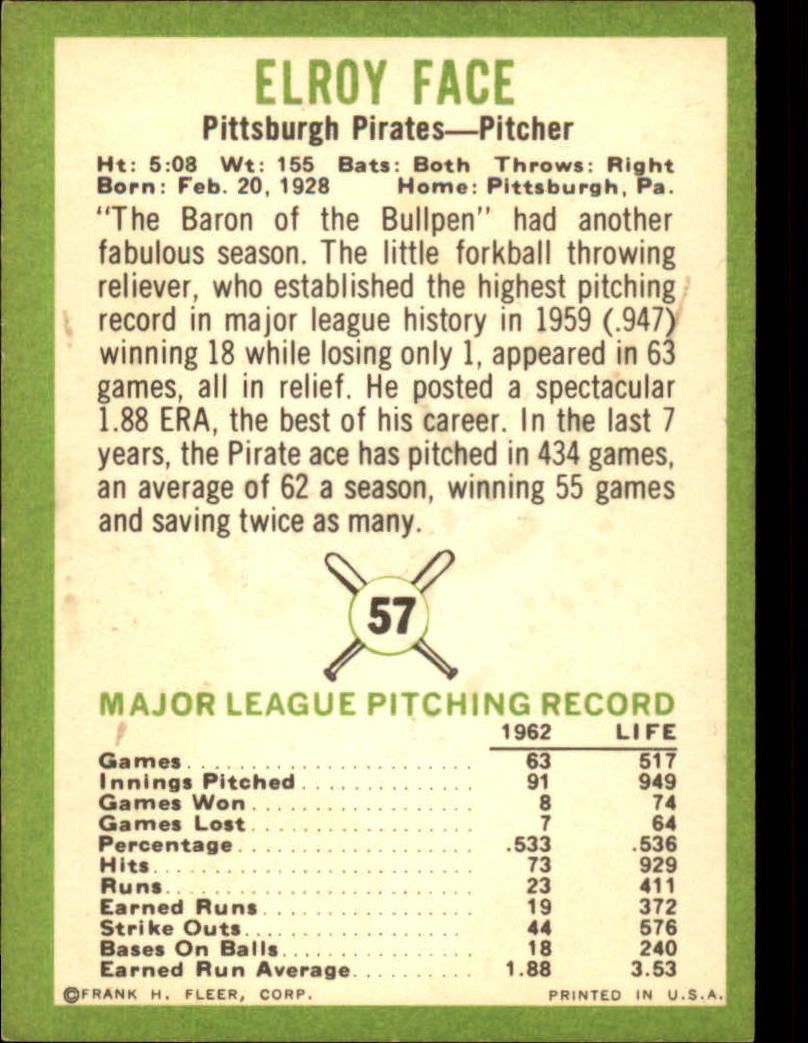 ELROY FACE
Pittsburgh Pirates—Pitcher
Ht: 5:08 Wt: 155 Bats: Both Throws: Right
Born: Feb. 20, 1928 Home: Pittsburgh, Pa.
"The Baron of the Bullpen" had another
fabulous season. The little forkball throwing
reliever, who established the highest pitching
record in major league history in 1959 (.947)
winning 18 while losing only 1, appeared in 63
games, all in relief. He posted a spectacular
1.88 ERA, the best of his career. In the last 7
years, the Pirate ace has pitched in 434 games,
an average of 62 a season, winning 55 games
and saving twice as many.
57
MAJOR LEAGUE PITCHING RECORD
1962 LIFE
Games 63 517
Innings Pitched 91 949
Games Won 8 74
Games Lost 7 64
Percentage .533 .536
Hits 73 929
Runs 23 411
Earned Runs 19 372
Strike Outs 44 576
Bases On Balls 18 240
Earned Run Average 1.88 3.53
©FRANK H. FLEER, CORP. PRINTED IN U.S.A.